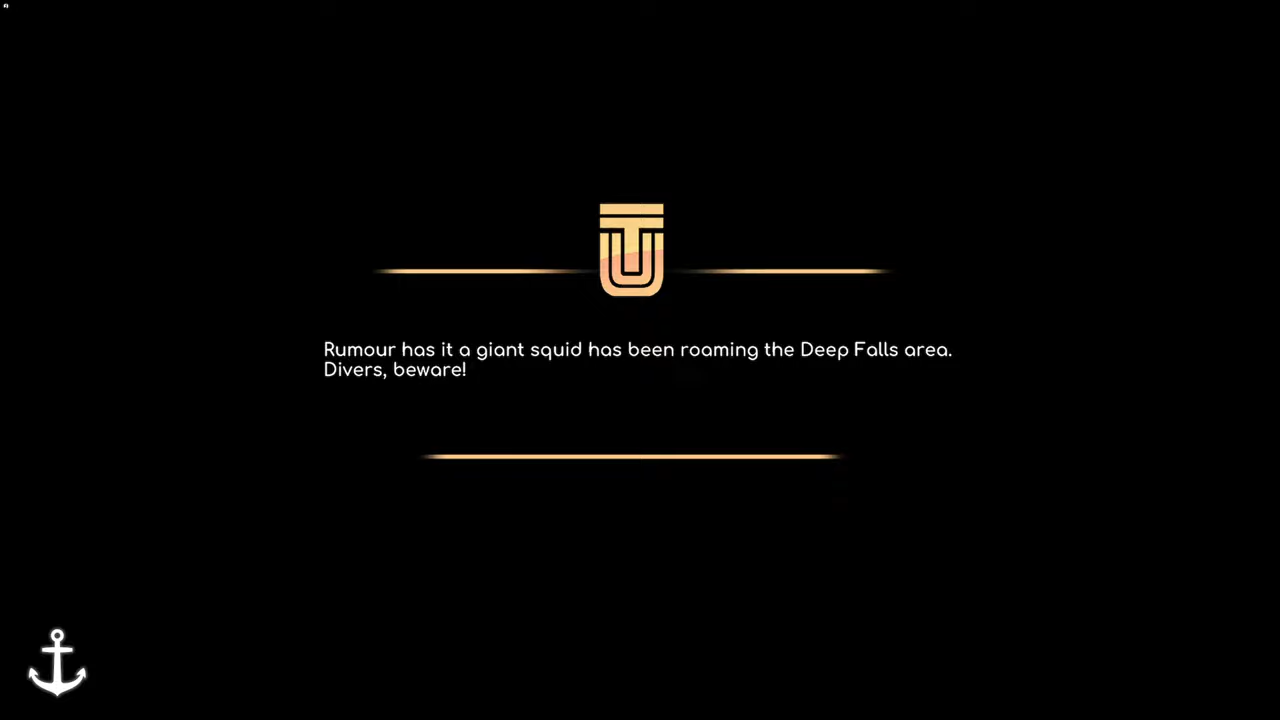 Rumour has it a giant squid has been roaming the Deep Falls area.
Divers, beware!